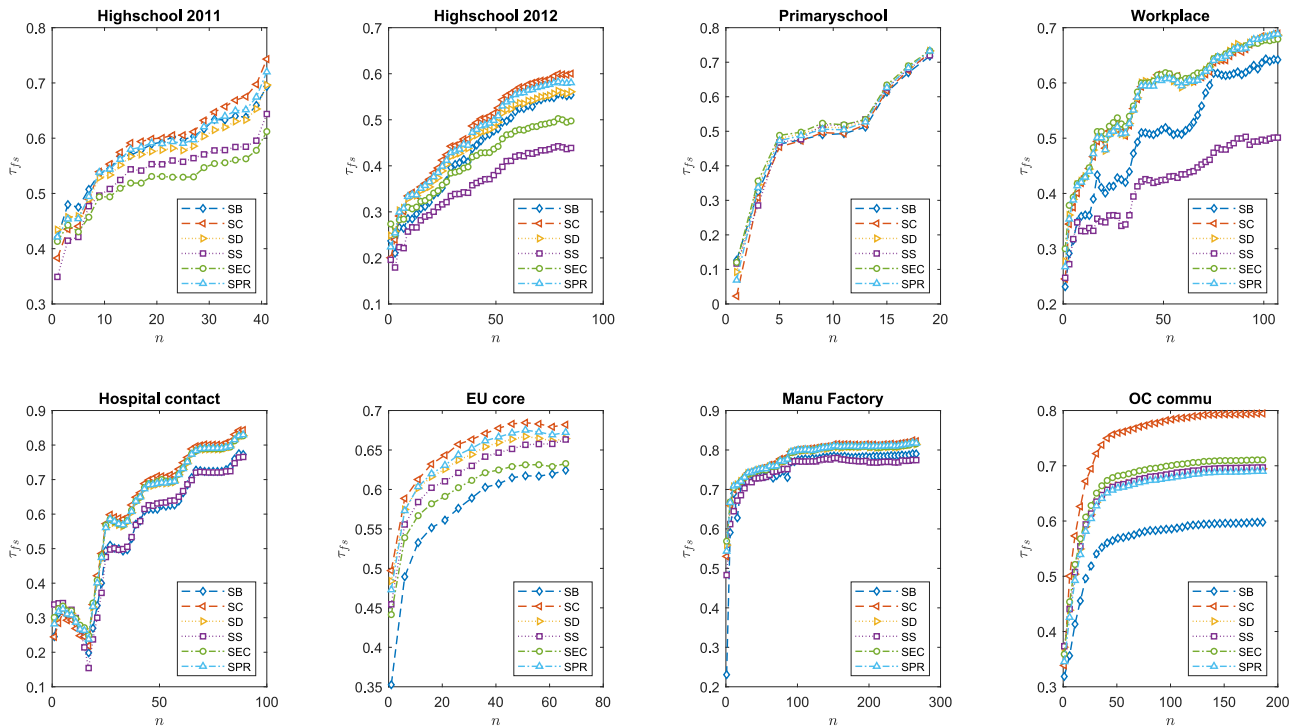 Highschool 2011
0.8
0.7
0.6
0.5
0.4
0.3
τfs
0 10 20 30 40
n
SB
SC
SD
SS
SEC
SPR
Highschool 2012
0.7
0.6
0.5
0.4
0.3
0.2
0.1
τfs
0 50 100
n
SB
SC
SD
SS
SEC
SPR
Primaryschool
0.8
0.7
0.6
0.5
0.4
0.3
0.2
0.1
0
τfs
0 5 10 15 20
n
SB
SC
SD
SS
SEC
SPR
Workplace
0.7
0.6
0.5
0.4
0.3
0.2
τfs
0 50 100
n
SB
SC
SD
SS
SEC
SPR
Hospital contact
0.9
0.8
0.7
0.6
0.5
0.4
0.3
0.2
0.1
τfs
0 50 100
n
SB
SC
SD
SS
SEC
SPR
EU core
0.7
0.65
0.6
0.55
0.5
0.45
0.4
0.35
τfs
0 20 40 60 80
n
SB
SC
SD
SS
SEC
SPR
Manu Factory
0.9
0.8
0.7
0.6
0.5
0.4
0.3
0.2
τfs
0 100 200 300
n
SB
SC
SD
SS
SEC
SPR
OC commu
0.8
0.7
0.6
0.5
0.4
0.3
τfs
0 50 100 150 200
n
SB
SC
SD
SS
SEC
SPR